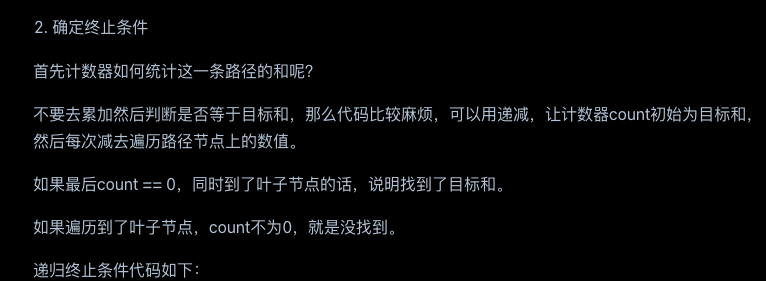 2. 确定终止条件
首先计数器如何统计这一条路径的和呢？
不要去累加然后判断是否等于目标和，那么代码比较麻烦，可以用递减，让计数器count初始为目标和，
然后每次减去遍历路径节点上的数值。
如果最后count == 0，同时到了叶子节点的话，说明找到了目标和。
如果遍历到了叶子节点，count不为0，就是没找到。
递归终止条件代码如下：